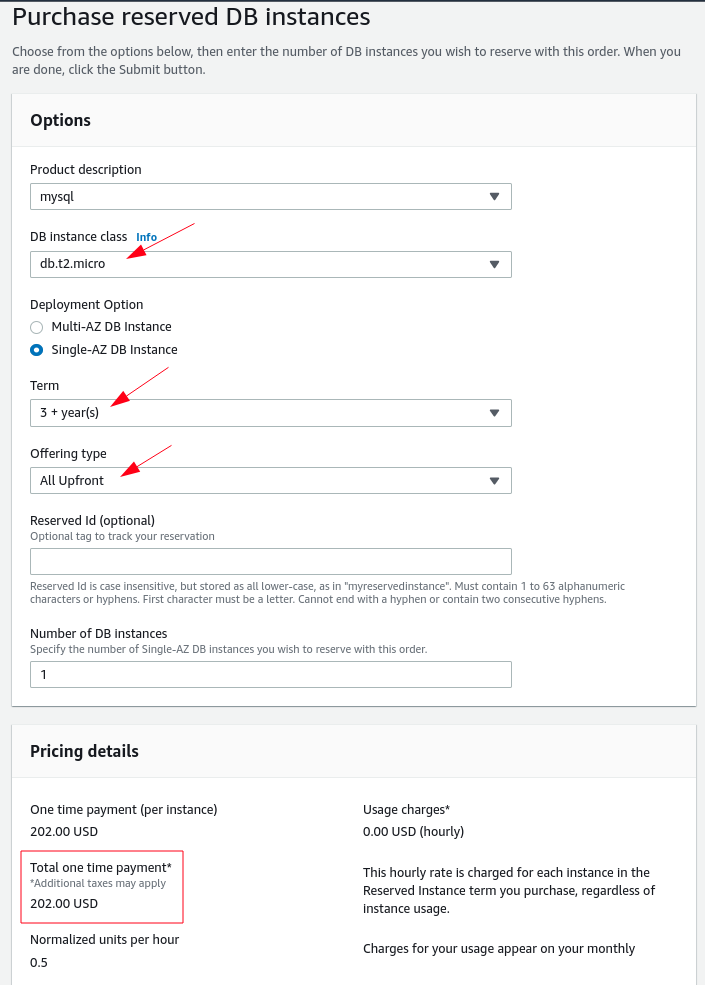 Purchase reserved DB instances
Choose from the options below, then enter the number of DB instances you wish to reserve with this order. When you
are done, click the Submit button.
Options
Product description
mysql
DB instance class Info
db.t2.micro
Deployment Option
Multi-AZ DB Instance
Single-AZ DB Instance
Term
3 + year(s)
Offering type
All Upfront
Reserved Id (optional)
Optional tag to track your reservation
Reserved Id is case insensitive, but stored as all lower-case, as in "myreservedinstance". Must contain 1 to 63 alphanumeric
characters or hyphens. First character must be a letter. Cannot end with a hyphen or contain two consecutive hyphens.
Number of DB instances
Specify the number of Single-AZ DB instances you wish to reserve with this order.
1
Pricing details
One time payment (per instance)
202.00 USD
Total one time payment*
*Additional taxes may apply
202.00 USD
Normalized units per hour
0.5
Usage charges*
0.00 USD (hourly)
This hourly rate is charged for each instance in the
Reserved Instance term you purchase, regardless of
instance usage.
Charges for your usage appear on your monthly